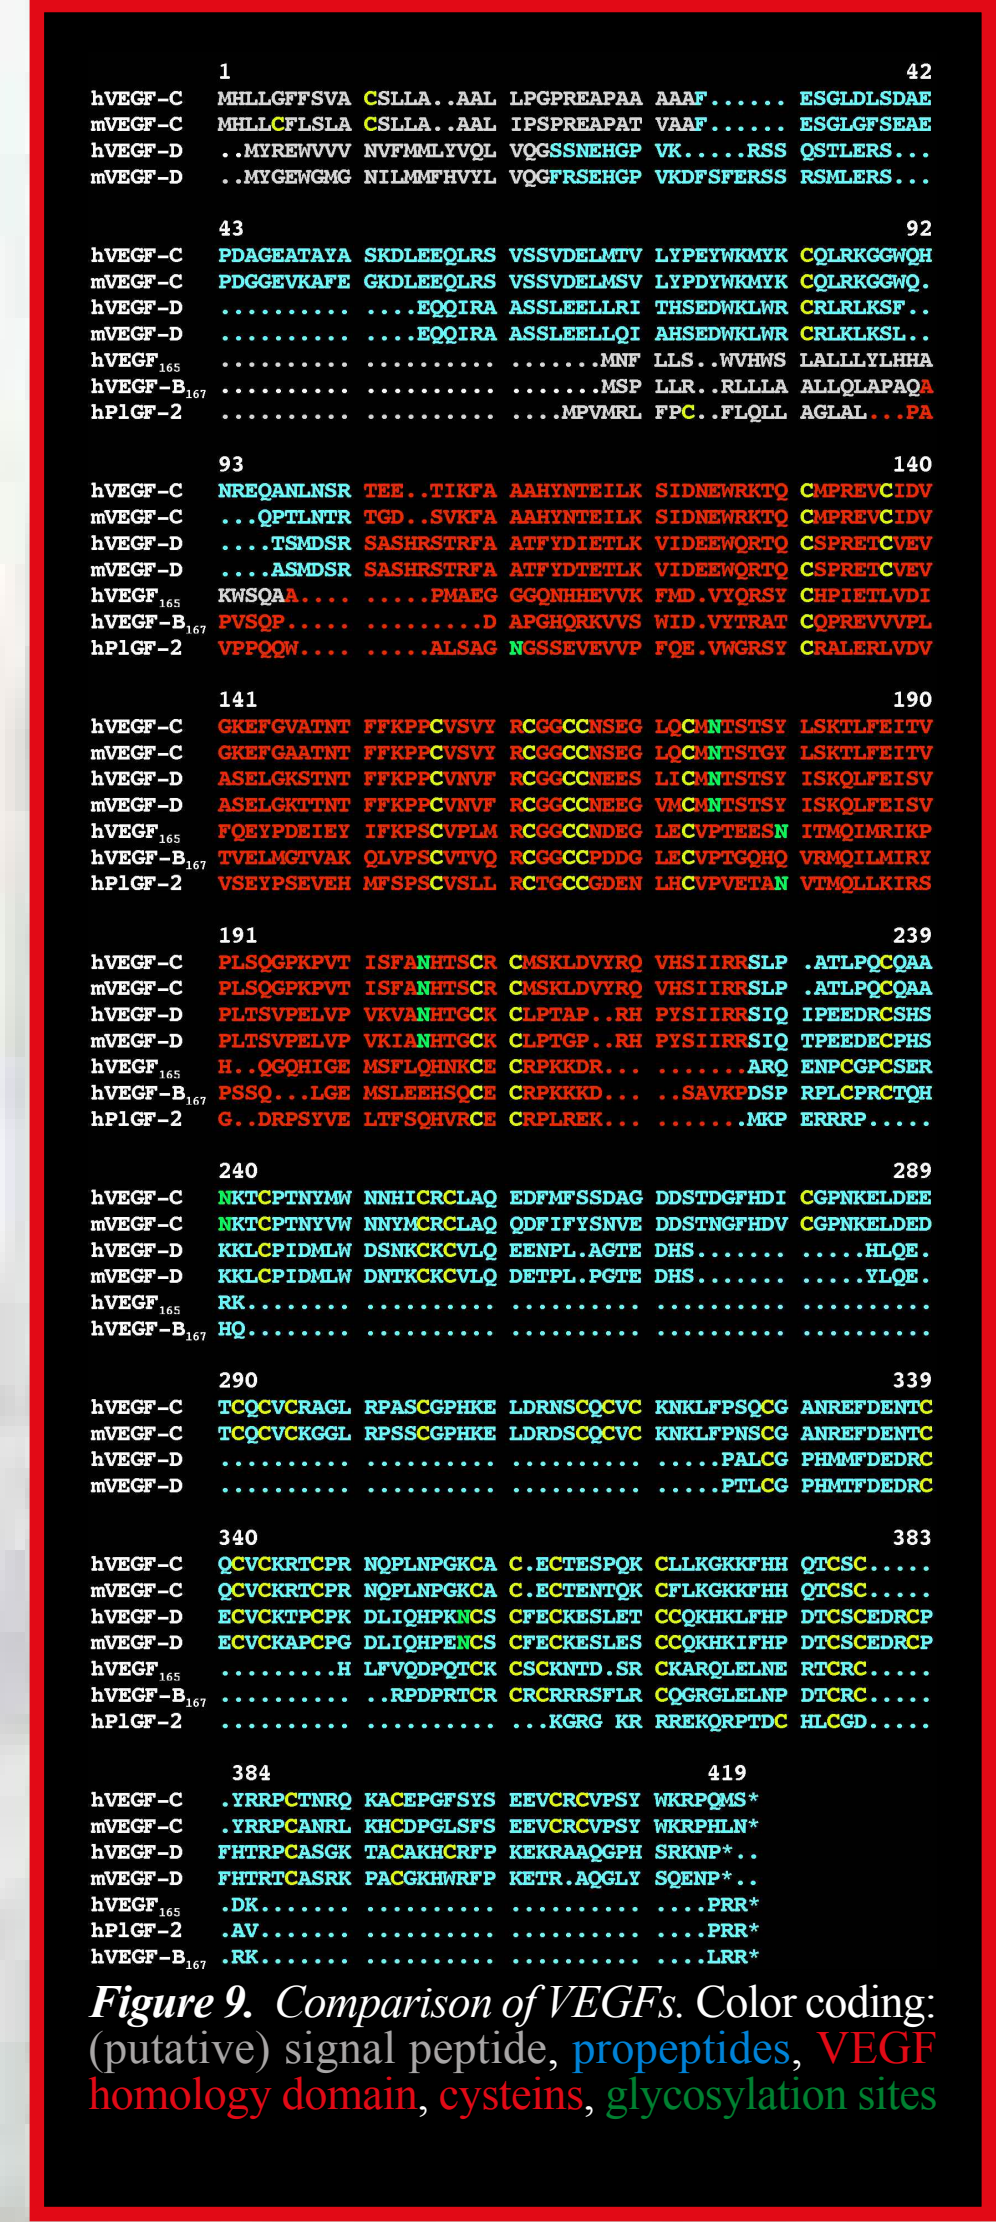 1 42
hVEGF-C MHLLGFFSVA CSLLA..AAL LPGPREAPAA AAAF...... ESGLDLSDAE
mVEGF-C MHLLCFLSLA CSLLA..AAL IPSPREAPAT VAAF...... ESGLGFSEAE
hVEGF-D ..MYREWVVV NVFMMLYVQL VQGSSNEHGP VK.....RSS QSTLERS...
mVEGF-D ..MYGEWGMG NILMMFHVYL VQGFRSEHGP VKDFSFERSS RSMLERS...
43 92
hVEGF-C PDAGEATAYA SKDLEEQLRS VSSVDELMTV LYPEYWKMYK CQLRKGGWQH
mVEGF-C PDGGEVKAFE GKDLEEQLRS VSSVDELMSV LYPDYWKMYK CQLRKGGWQ.
hVEGF-D .......... ....EQQIRA ASSLEELLRI THSEDWKLWR CRLRLKSF..
mVEGF-D .......... ....EQQIRA ASSLEELLQI AHSEDWKLWR CRLKLKSL..
hVEGF165 .......... .......... .......MNF LLS..WVHWS LALLLYLHHA
hVEGF-B167 .......... .......... .......MSP LLR..RLLLA ALLQLAPAQA
hPlGF-2 .......... .......... ....MPVMRL FPC..FLQLL AGLAL...PA
93 140
hVEGF-C NREQANLNSR TEE..TIKFA AAHYNTEILK SIDNEWRKTQ CMPREVCIDV
mVEGF-C ...QPTLNTR TGD..SVKFA AAHYNTEILK SIDNEWRKTQ CMPREVCIDV
hVEGF-D ....TSMDSR SASHRSTRFA ATFYDIETLK VIDEEWQRTQ CSPRETCVEV
mVEGF-D ....ASMDSR SASHRSTRFA ATFYDTETLK VIDEEWQRTQ CSPRETCVEV
hVEGF165 KWSQAA.... .....PMAEG GGQNHHEVVK FMD.VYQRSY CHPIETLVDI
hVEGF-B167 PVSQP..... .........D APGHQRKVVS WID.VYTRAT CQPREVVVPL
hPlGF-2 VPPQQW.... .....ALSAG NGSSEVEVVP FQE.VWGRSY CRALERLVDV
141 190
hVEGF-C GKEFGVATNT FFKPPCVSVY RCGGCCNSEG LQCMNTSTSY LSKTLFEITV
mVEGF-C GKEFGAATNT FFKPPCVSVY RCGGCCNSEG LQCMNTSTGY LSKTLFEITV
hVEGF-D ASELGKSTNT FFKPPCVNVF RCGGCCNEES LICMNTSTSY ISKQLFEISV
mVEGF-D ASELGKTTNT FFKPPCVNVF RCGGCCNEEG VMCMNTSTSY ISKQLFEISV
hVEGF165 FQEYPDEIEY IFKPSCVPLM RCGGCCNDEG LECVPTEESN ITMQIMRIKP
hVEGF-B167 TVELMGTVAK QLVPSCVTVQ RCGGCCPDDG LECVPTGQHQ VRMQILMIRY
hPlGF-2 VSEYPSEVEH MFSPSCVSLL RCTGCCGDEN LHCVPVETAN VTMQLLKIRS
191 239
hVEGF-C PLSQGPKPVT ISFANHTSCR CMSKLDVYRQ VHSIIRRSLP .ATLPQCQAA
mVEGF-C PLSQGPKPVT ISFANHTSCR CMSKLDVYRQ VHSIIRRSLP .ATLPQCQAA
hVEGF-D PLTSVPELVP VKVANHTGCK CLPTAP..RH PYSIIRRSIQ IPEEDRCSHS
mVEGF-D PLTSVPELVP VKIANHTGCK CLPTGP..RH PYSIIRRSIQ TPEEDECPHS
hVEGF165 H..QGQHIGE MSFLQHNKCE CRPKKDR... .......ARQ ENPCGPCSER
hVEGF-B167 PSSQ...LGE MSLEEHSQCE CRPKKKD... ..SAVKPDSP RPLCPRCTQH
hPlGF-2 G..DRPSYVE LTFSQHVRCE CRPLREK... .......MKP ERRRP.....
240 289
hVEGF-C NKTCPTNYMW NNHICRCLAQ EDFMFSSDAG DDSTDGFHDI CGPNKELDEE
mVEGF-C NKTCPTNYVW NNYMCRCLAQ QDFIFYSNVE DDSTNGFHDV CGPNKELDED
hVEGF-D KKLCPIDMLW DSNKCKCVLQ EENPL.AGTE DHS....... .....HLQE.
mVEGF-D KKLCPIDMLW DNTKCKCVLQ DETPL.PGTE DHS....... .....YLQE.
hVEGF165 RK........ .......... .......... .......... ..........
hVEGF-B167 HQ........ .......... .......... .......... ..........
290 339
hVEGF-C TCQCVCRAGL RPASCGPHKE LDRNSCQCVC KNKLFPSQCG ANREFDENTC
mVEGF-C TCQCVCKGGL RPSSCGPHKE LDRDSCQCVC KNKLFPNSCG ANREFDENTC
hVEGF-D .......... .......... .......... .....PALCG PHMMFDEDRC
mVEGF-D .......... .......... .......... .....PTLCG PHMTFDEDRC
340 383
hVEGF-C QCVCKRTCPR NQPLNPGKCA C.ECTESPQK CLLKGKKFHH QTCSC.....
mVEGF-C QCVCKRTCPR NQPLNPGKCA C.ECTENTQK CFLKGKKFHH QTCSC.....
hVEGF-D ECVCKTPCPK DLIQHPKNCS CFECKESLET CCQKHKLFHP DTCSCEDRCP
mVEGF-D ECVCKAPCPG DLIQHPENCS CFECKESLES CCQKHKIFHP DTCSCEDRCP
hVEGF165 .........H LFVQDPQTCK CSCKNTD.SR CKARQLELNE RTCRC.....
hVEGF-B167 .......... ..RPDPRTCR CRCRRRSFLR CQGRGLELNP DTCRC.....
hPlGF-2 .......... .......... ...KGRG KR RREKQRPTDC HLCGD.....
384 419
hVEGF-C .YRRPCTNRQ KACEPGFSYS EEVCRCVPSY WKRPQMS*
mVEGF-C .YRRPCANRL KHCDPGLSFS EEVCRCVPSY WKRPHLN*
hVEGF-D FHTRPCASGK TACAKHCRFP KEKRAAQGPH SRKNP*..
mVEGF-D FHTRTCASRK PACGKHWRFP KETR.AQGLY SQENP*..
hVEGF165 .DK....... .......... .......... ....PRR*
hPlGF-2 .AV....... .......... .......... ....PRR*
hVEGF-B167 .RK....... .......... .......... ....LRR*
Figure 9. Comparison of VEGFs. Color coding:
(putative) signal peptide, propeptides, VEGF
homology domain, cysteins, glycosylation sites